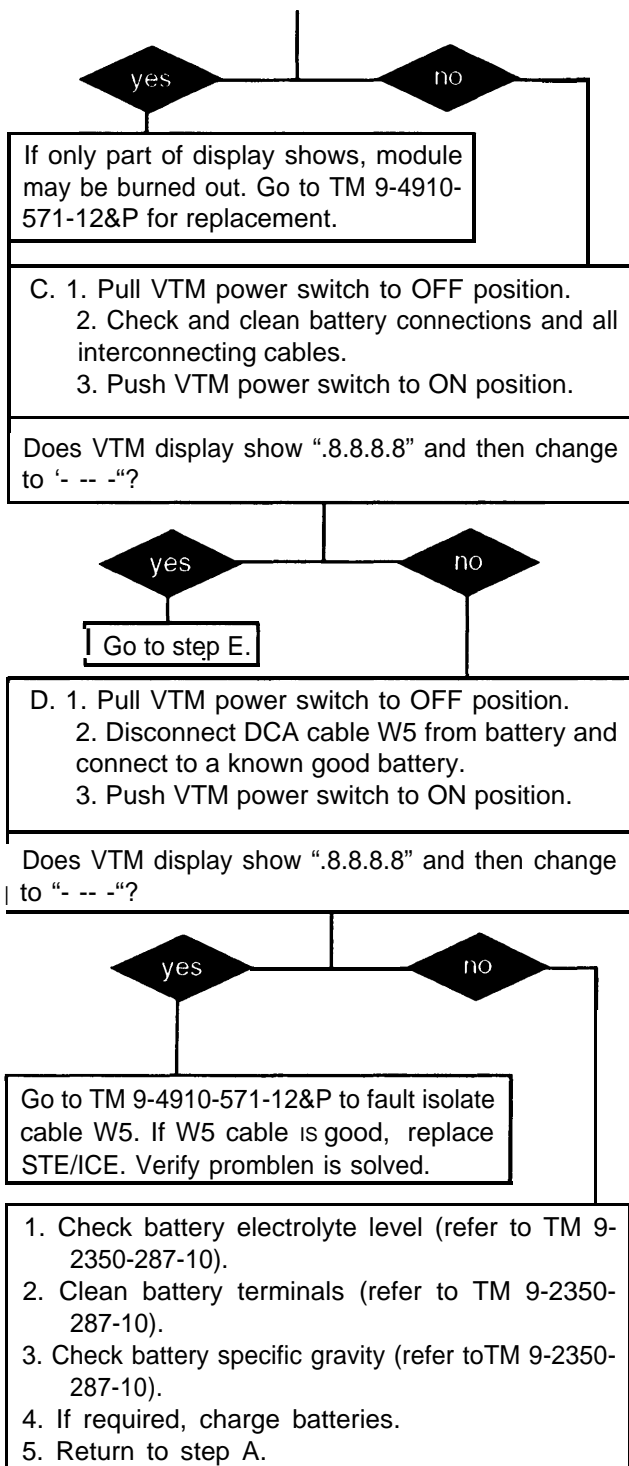 yes
no
If only part of display shows, module
may be burned out. Go to TM 9-4910-
571-12&P for replacement.
C. 1. Pull VTM power switch to OFF position.
2. Check and clean battery connections and all
interconnecting cables.
3. Push VTM power switch to ON position.
Does VTM display show “.8.8.8.8” and then change
to ‘- -- -“?
yes
no
Go to step E.
D. 1. Pull VTM power switch to OFF position.
2. Disconnect DCA cable W5 from battery and
connect to a known good battery.
3. Push VTM power switch to ON position.
Does VTM display show “.8.8.8.8” and then change
to “- -- -“?
yes
no
Go to TM 9-4910-571-12&P to fault isolate
cable W5. If W5 cable is good, replace
STE/ICE. Verify promblen is solved.
1. Check battery electrolyte level (refer to TM 9-
2350-287-10).
2. Clean battery terminals (refer to TM 9-2350-
287-10).
3. Check battery specific gravity (refer toTM 9-2350-
287-10).
4. If required, charge batteries.
5. Return to step A.